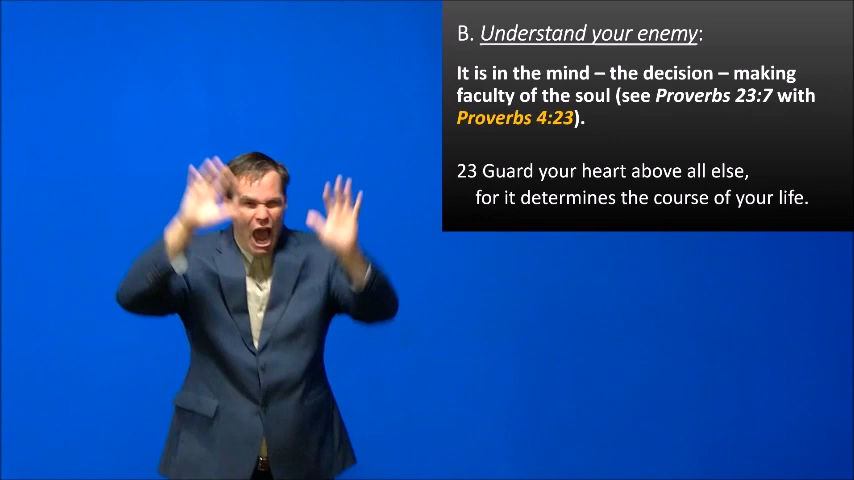 B. Understand your enemy:
It is in the mind – the decision – making
faculty of the soul (see Proverbs 23:7 with
Proverbs 4:23).
23 Guard your heart above all else,
for it determines the course of your life.